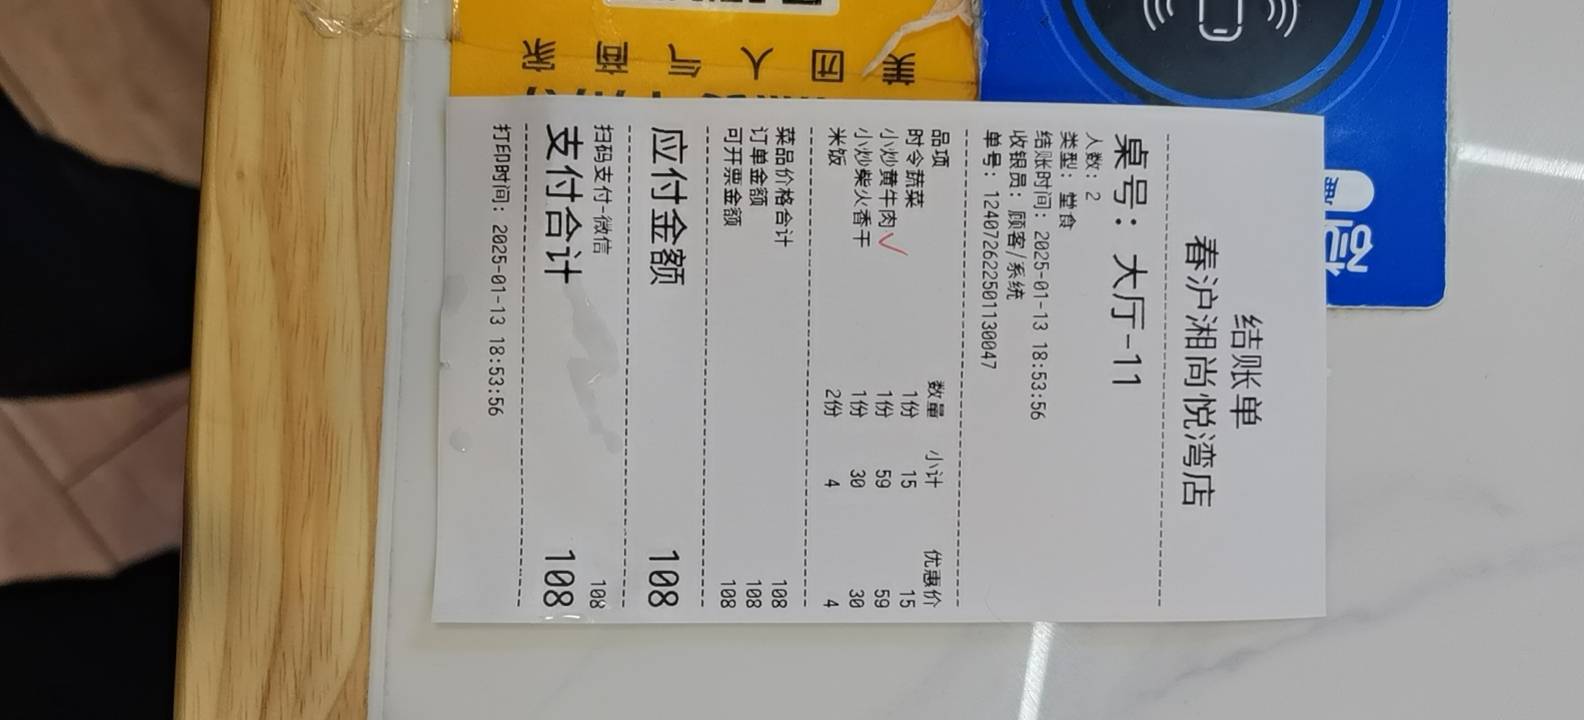 结账单
春沪湘尚悦湾店
桌号：大厅-11
人数：2
类型：堂食
结账时间：2025-01-13 18:53:56
收银员：顾客/系统
单号：12407262250113​0047
品项 数量 小计 优惠价
时令蔬菜 1份 15 15
小炒黄牛肉 1份 59 59
小炒柴火香干 1份 30 30
米饭 2份 4 4
菜品价格合计 108
订单金额 108
可开票金额 108
应付金额 108
扫码支付-微信 108
支付合计 108
打印时间：2025-01-13 18:53:56
美团人气商家